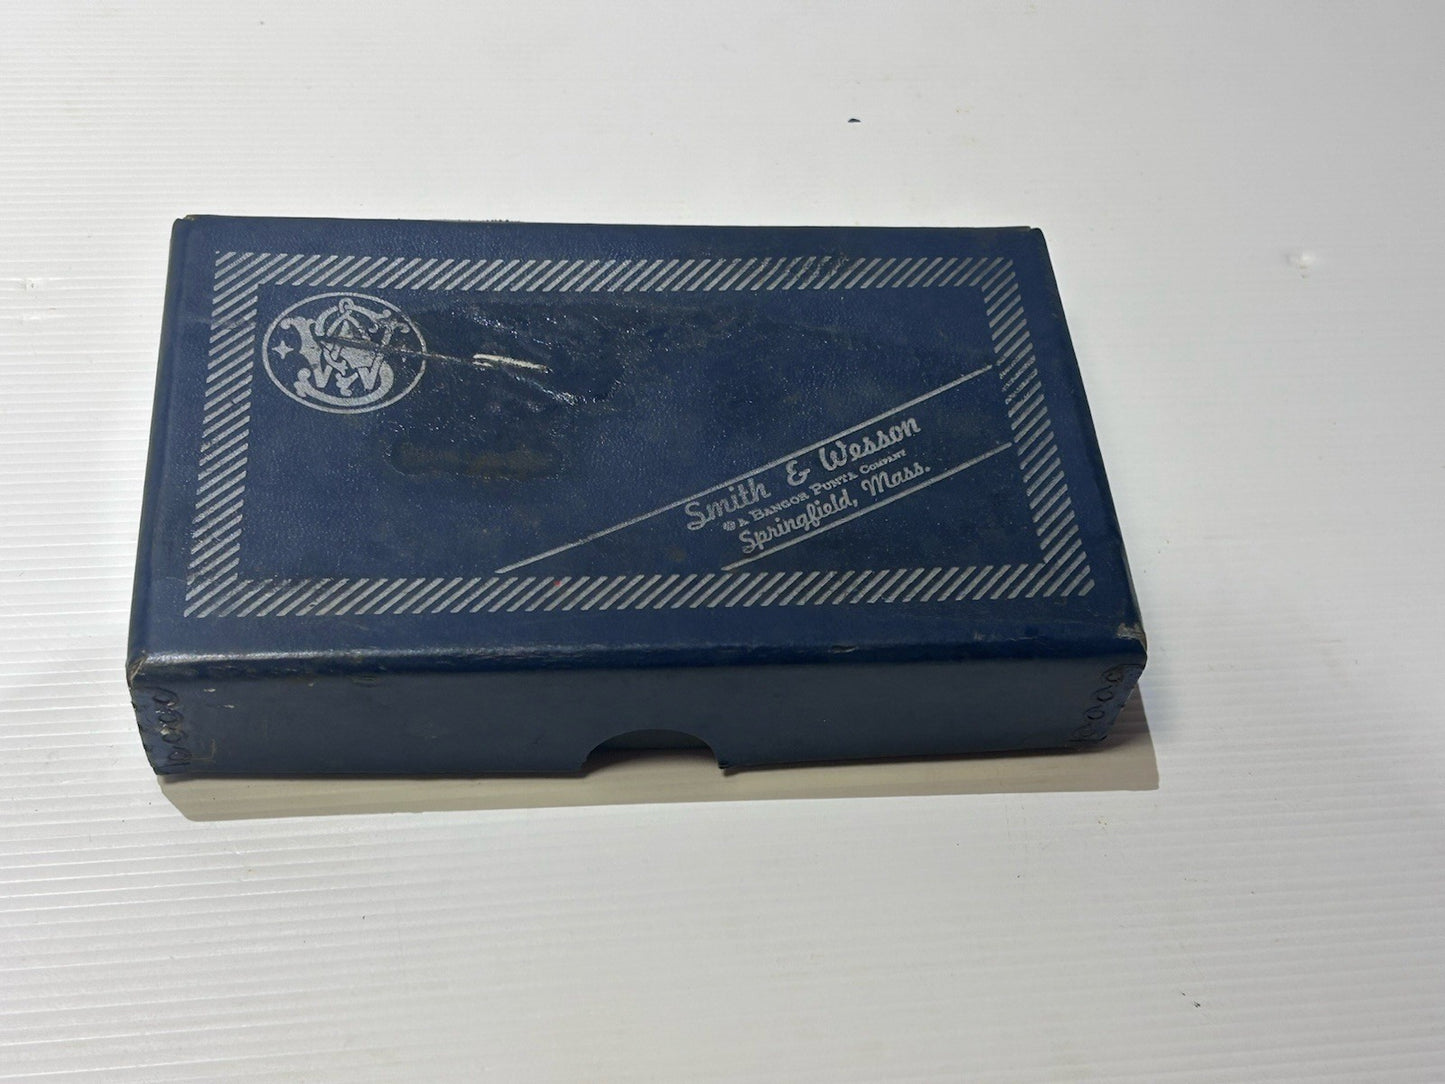 S W
Smith & Wesson
A BANGOR PUNTA COMPANY
Springfield, Mass.